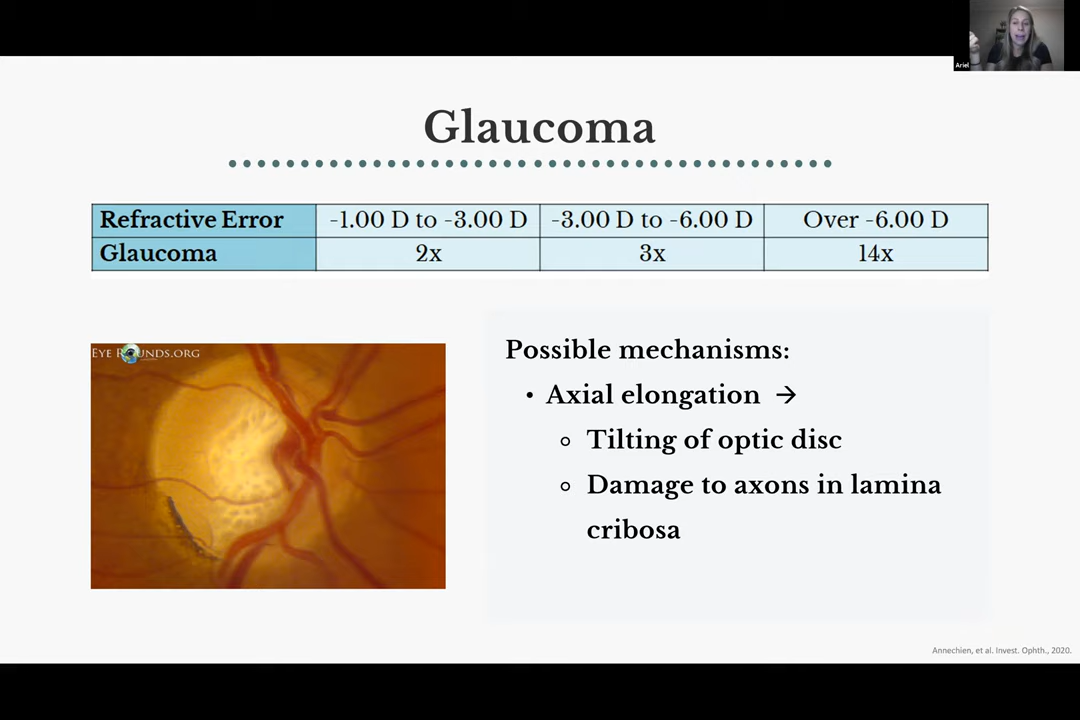 Ariel
Glaucoma
Refractive Error -1.00 D to -3.00 D -3.00 D to -6.00 D Over -6.00 D
Glaucoma 2x 3x 14x
EYE ROUNDS.ORG
Possible mechanisms:
• Axial elongation →
○ Tilting of optic disc
○ Damage to axons in lamina
cribosa
Annechien, et al. Invest. Ophth., 2020.